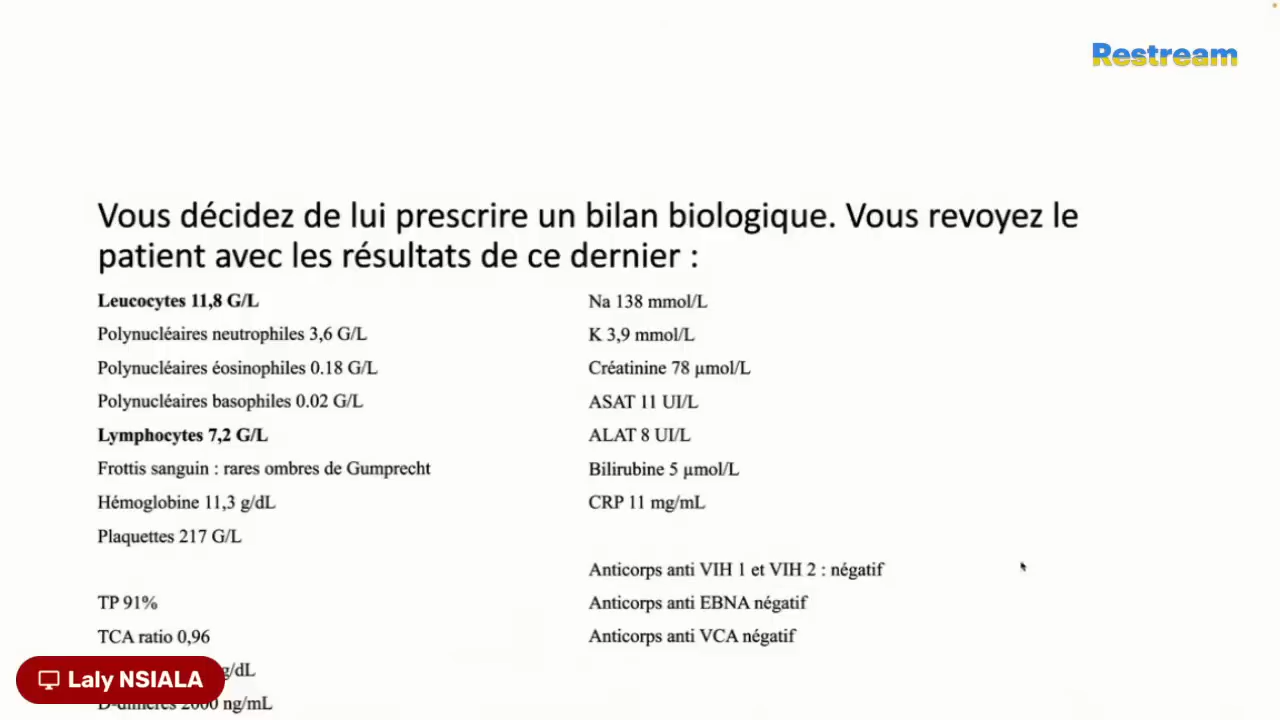 Restream
Vous décidez de lui prescrire un bilan biologique. Vous revoyez le
patient avec les résultats de ce dernier :
Leucocytes 11,8 G/L
Polynucléaires neutrophiles 3,6 G/L
Polynucléaires éosinophiles 0.18 G/L
Polynucléaires basophiles 0.02 G/L
Lymphocytes 7,2 G/L
Frottis sanguin : rares ombres de Gumprecht
Hémoglobine 11,3 g/dL
Plaquettes 217 G/L
TP 91%
TCA ratio 0,96
g/dL
D-dimères 2000 ng/mL
Na 138 mmol/L
K 3,9 mmol/L
Créatinine 78 µmol/L
ASAT 11 UI/L
ALAT 8 UI/L
Bilirubine 5 µmol/L
CRP 11 mg/mL
Anticorps anti VIH 1 et VIH 2 : négatif
Anticorps anti EBNA négatif
Anticorps anti VCA négatif
Laly NSIALA